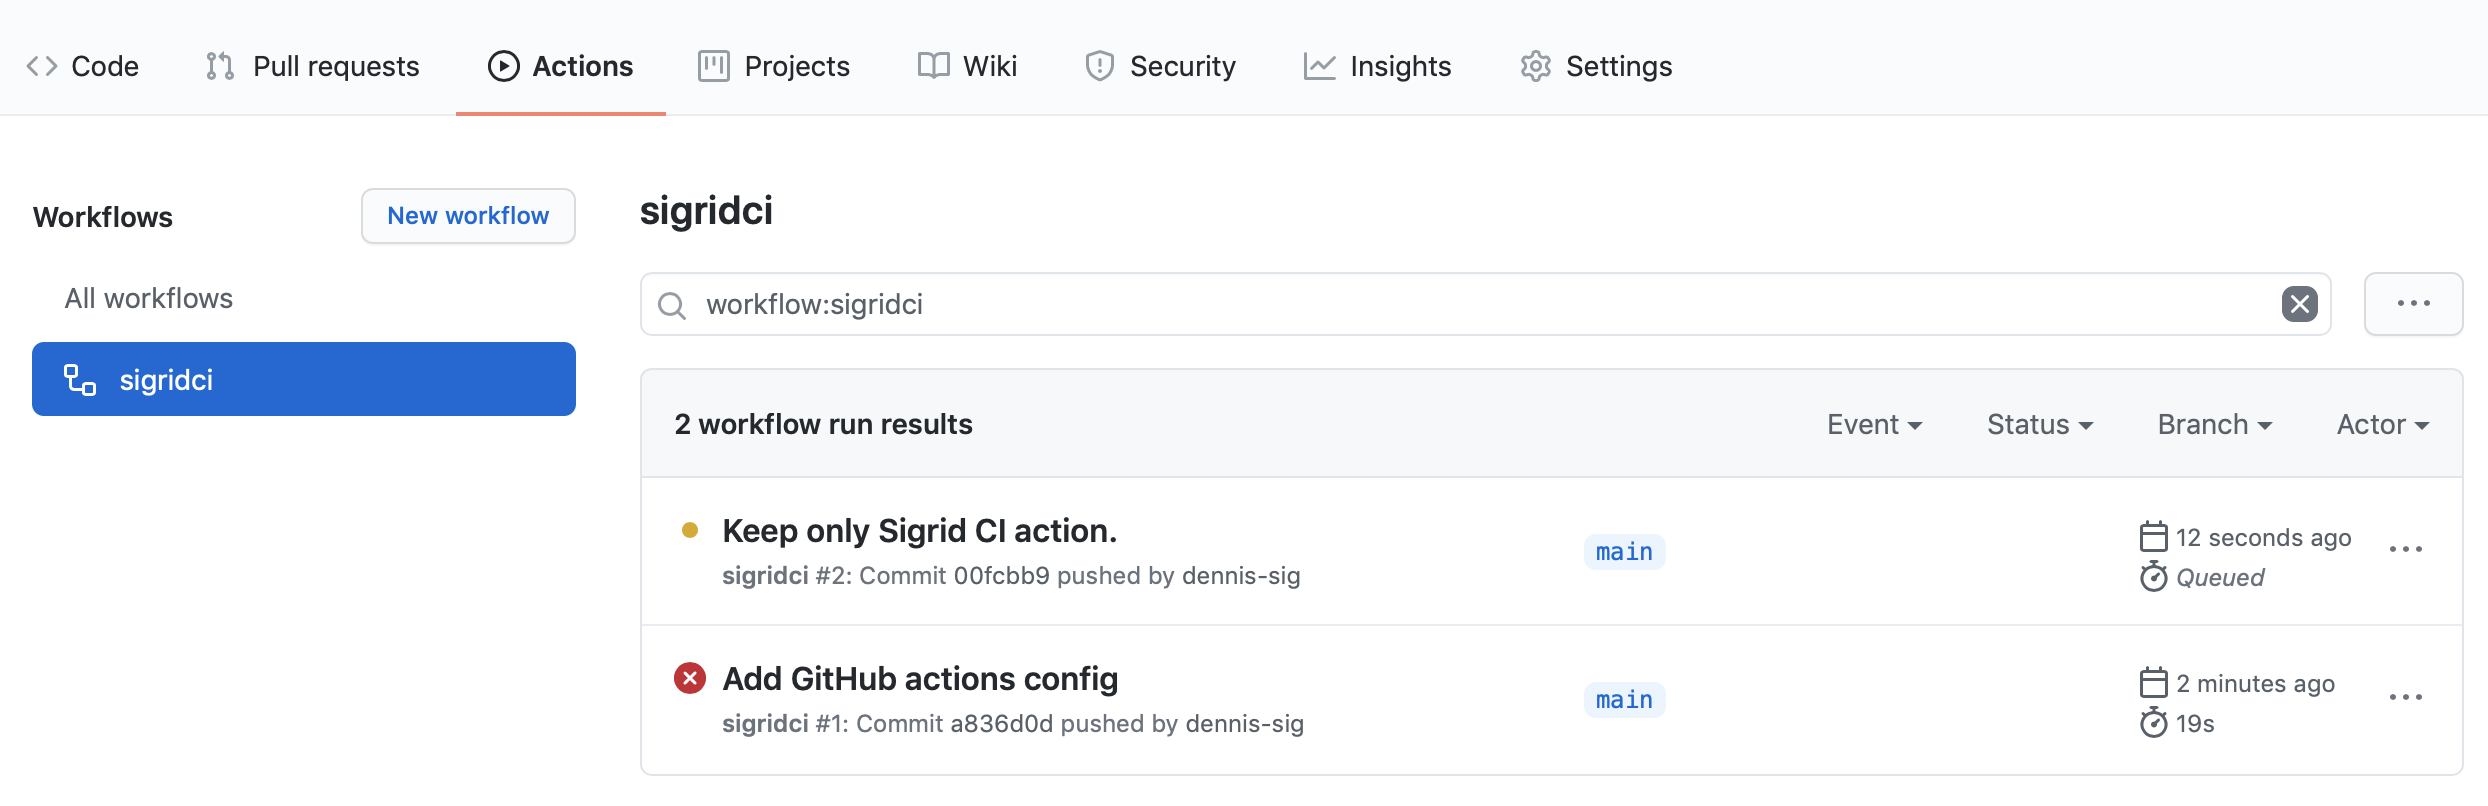 Code Pull requests Actions Projects Wiki Security Insights Settings
Workflows
New workflow
All workflows
sigridci
sigridci
workflow:sigridci
2 workflow run results
Event Status Branch Actor
Keep only Sigrid CI action.
sigridci #2: Commit 00fcbb9 pushed by dennis-sig
main
12 seconds ago
Queued
Add GitHub actions config
sigridci #1: Commit a836d0d pushed by dennis-sig
main
2 minutes ago
19s